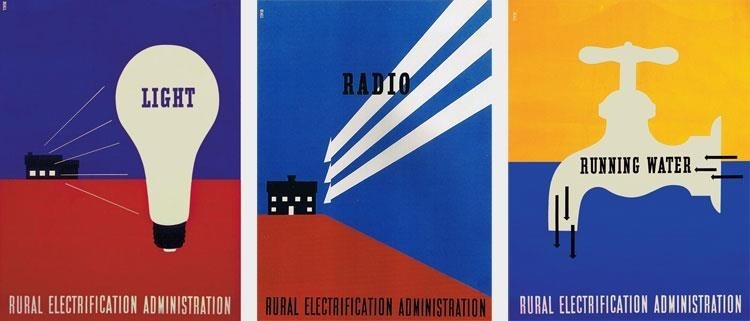 LIGHT
RURAL ELECTRIFICATION ADMINISTRATION
RADIO
RURAL ELECTRIFICATION ADMINISTRATION
RUNNING WATER
RURAL ELECTRIFICATION ADMINISTRATION